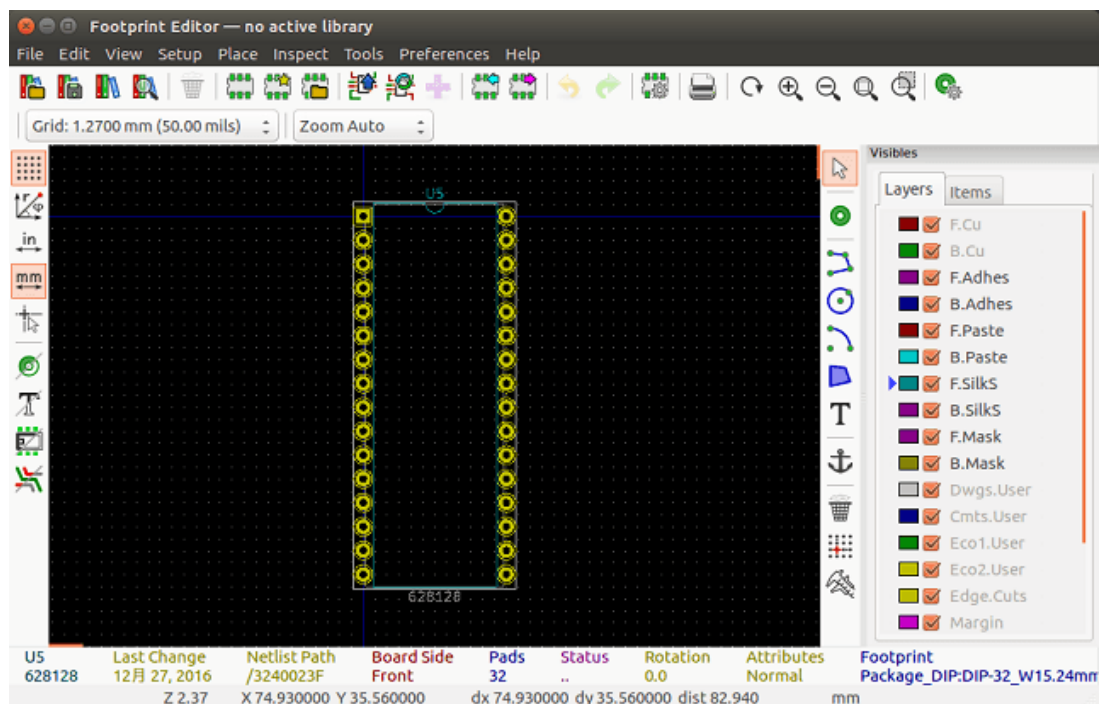 Footprint Editor — no active library
File Edit View Setup Place Inspect Tools Preferences Help
Grid: 1.2700 mm (50.00 mils) Zoom Auto
in
mm
U5
628128
T
Visibles
Layers Items
F.Cu
B.Cu
F.Adhes
B.Adhes
F.Paste
B.Paste
F.SilkS
B.SilkS
F.Mask
B.Mask
Dwgs.User
Cmts.User
Eco1.User
Eco2.User
Edge.Cuts
Margin
U5 Last Change Netlist Path Board Side Pads Status Rotation Attributes Footprint
628128 12月 27, 2016 /3240023F Front 32 .. 0.0 Normal Package_DIP:DIP-32_W15.24mm
Z 2.37 X 74.930000 Y 35.560000 dx 74.930000 dy 35.560000 dist 82.940 mm